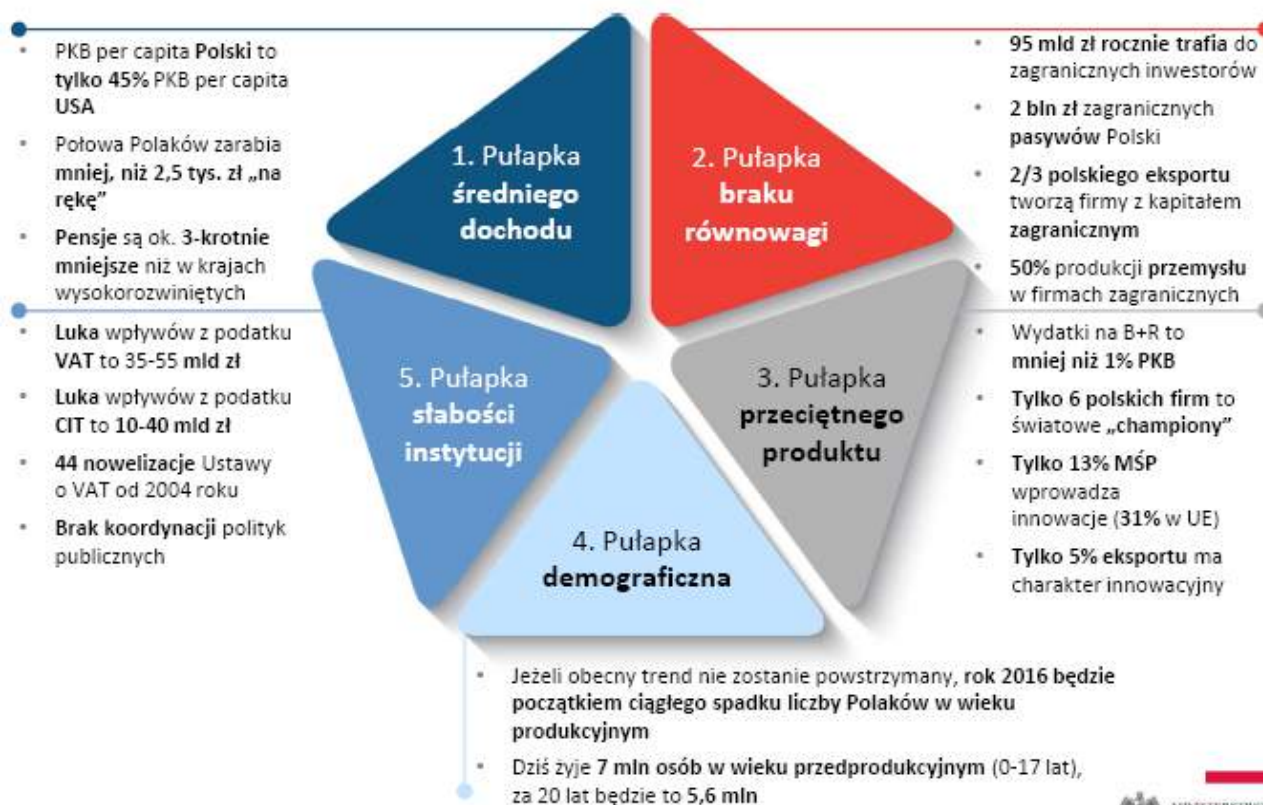 PKB per capita Polski to
tylko 45% PKB per capita
USA
Połowa Polaków zarabia
mniej, niż 2,5 tys. zł „na
rękę”
Pensje są ok. 3-krotnie
mniejsze niż w krajach
wysokorozwiniętych
1. Pułapka
średniego
dochodu
2. Pułapka
braku
równowagi
95 mld zł rocznie trafia do
zagranicznych inwestorów
2 bln zł zagranicznych
pasywów Polski
2/3 polskiego eksportu
tworzą firmy z kapitałem
zagranicznym
50% produkcji przemysłu
w firmach zagranicznych
Luka wpływów z podatku
VAT to 35-55 mld zł
Luka wpływów z podatku
CIT to 10-40 mld zł
44 nowelizacje Ustawy
o VAT od 2004 roku
Brak koordynacji polityk
publicznych
5. Pułapka
słabości
instytucji
3. Pułapka
przeciętnego
produktu
Wydatki na B+R to
mniej niż 1% PKB
Tylko 6 polskich firm to
światowe „championy”
Tylko 13% MŚP
wprowadza
innowacje (31% w UE)
Tylko 5% eksportu ma
charakter innowacyjny
4. Pułapka
demograficzna
Jeżeli obecny trend nie zostanie powstrzymany, rok 2016 będzie
początkiem ciągłego spadku liczby Polaków w wieku
produkcyjnym
Dziś żyje 7 mln osób w wieku przedprodukcyjnym (0-17 lat),
za 20 lat będzie to 5,6 mln